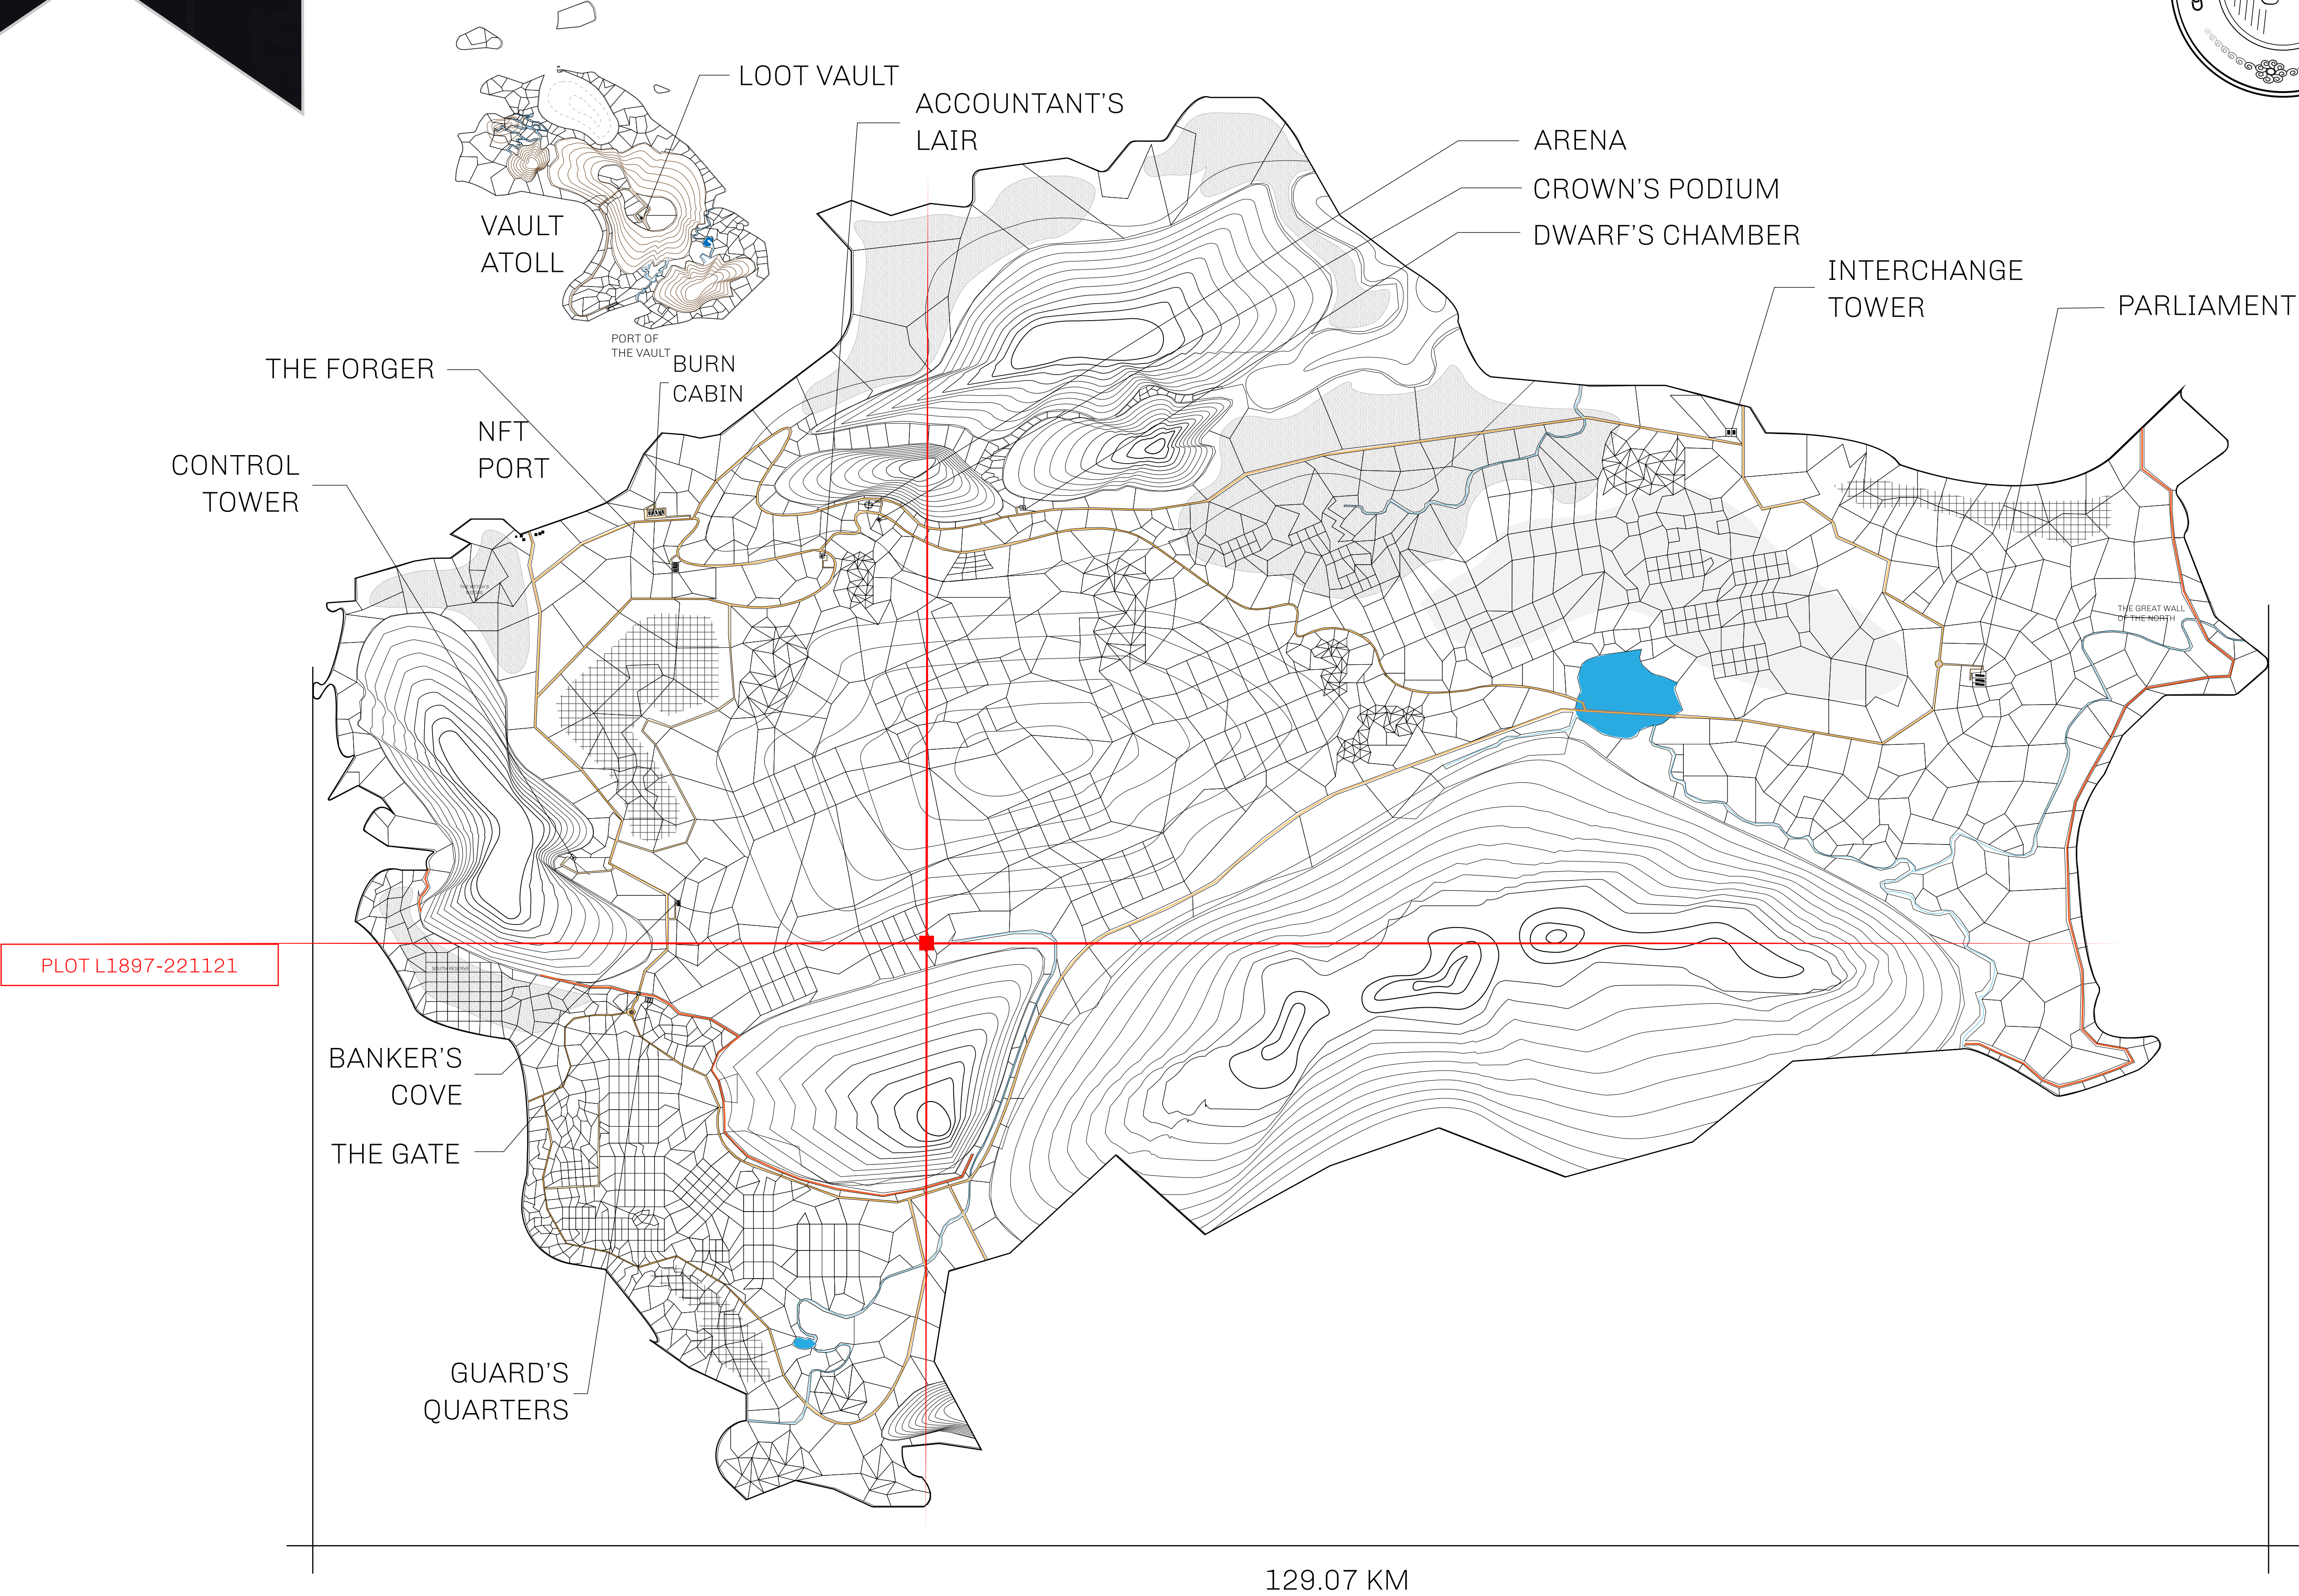 LOOT VAULT
ACCOUNTANT'S
LAIR
ARENA
CROWN'S PODIUM
DWARF'S CHAMBER
VAULT
ATOLL
INTERCHANGE
TOWER
PARLIAMENT
PORT OF
THE VAULT
BURN
CABIN
THE FORGER
NFT
PORT
CONTROL
TOWER
THE GREAT WALL
OF THE NORTH
PLOT L1897-221121
SOUTH RESERVE
BANKER'S
COVE
THE GATE
GUARD'S
QUARTERS
129.07 KM